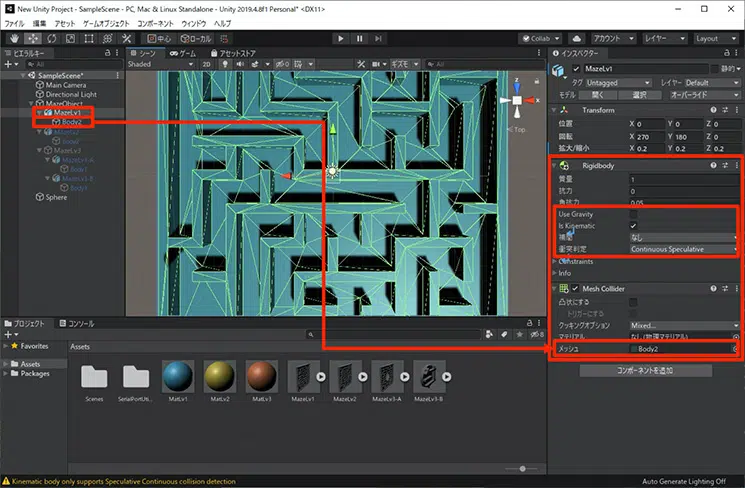 New Unity Project - SampleScene - PC, Mac & Linux Standalone - Unity 2019.4.8f1 Personal* <DX11>
ファイル 編集 アセット ゲームオブジェクト コンポーネント ウィンドウ ヘルプ
中心 ローカル Collab アカウント レイヤー Layout
ヒエラルキー
All
SampleScene*
Main Camera
Directional Light
MazeObject
MazeLv1
Body2
MazeLv2
MazeLv3
MazeLv3-A
Body1
MazeLv3-B
Body1
Sphere
シーン ゲーム アセットストア
Shaded 2D 0 ギズモ All
Y
X
Z
Top
インスペクター
MazeLv1 静的
タグ Untagged レイヤー Default
モデル 開く 選択 オーバーライド
Transform
位置 X 0 Y 0 Z 0
回転 X 270 Y 180 Z 0
拡大/縮小 X 0.2 Y 0.2 Z 0.2
Rigidbody
質量 1
抗力 0
角抗力 0.05
Use Gravity
Is Kinematic
補間 なし
衝突判定 Continuous Speculative
Constraints
Info
Mesh Collider
凸状にする
トリガーにする
クッキングオプション Mixed...
マテリアル なし (物理マテリアル)
メッシュ Body2
コンポーネントを追加
プロジェクト コンソール
8
Favorites
Assets
Packages
Assets
Scenes SerialPortUti... MatLv1 MatLv2 MatLv3 MazeLv1 MazeLv2 MazeLv3-A MazeLv3-B
Kinematic body only supports Speculative Continuous collision detection
Auto Generate Lighting Off